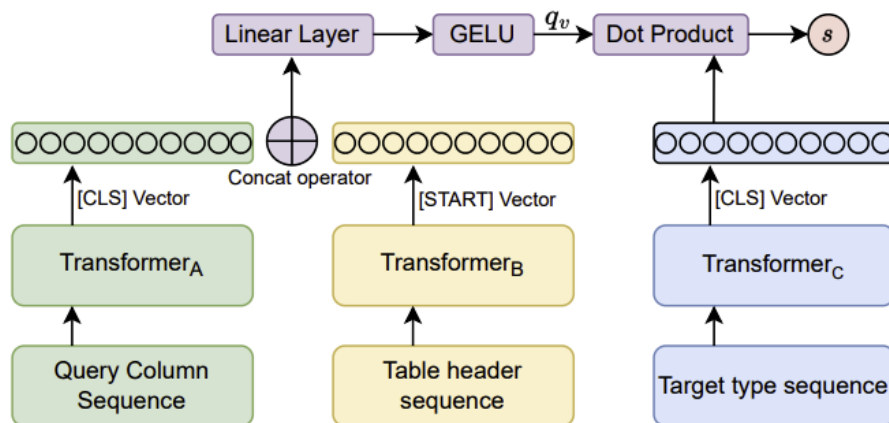 Linear Layer
GELU
q_v
Dot Product
s
Concat operator
[CLS] Vector
[START] Vector
[CLS] Vector
Transformer_A
Transformer_B
Transformer_C
Query Column
Sequence
Table header
sequence
Target type sequence